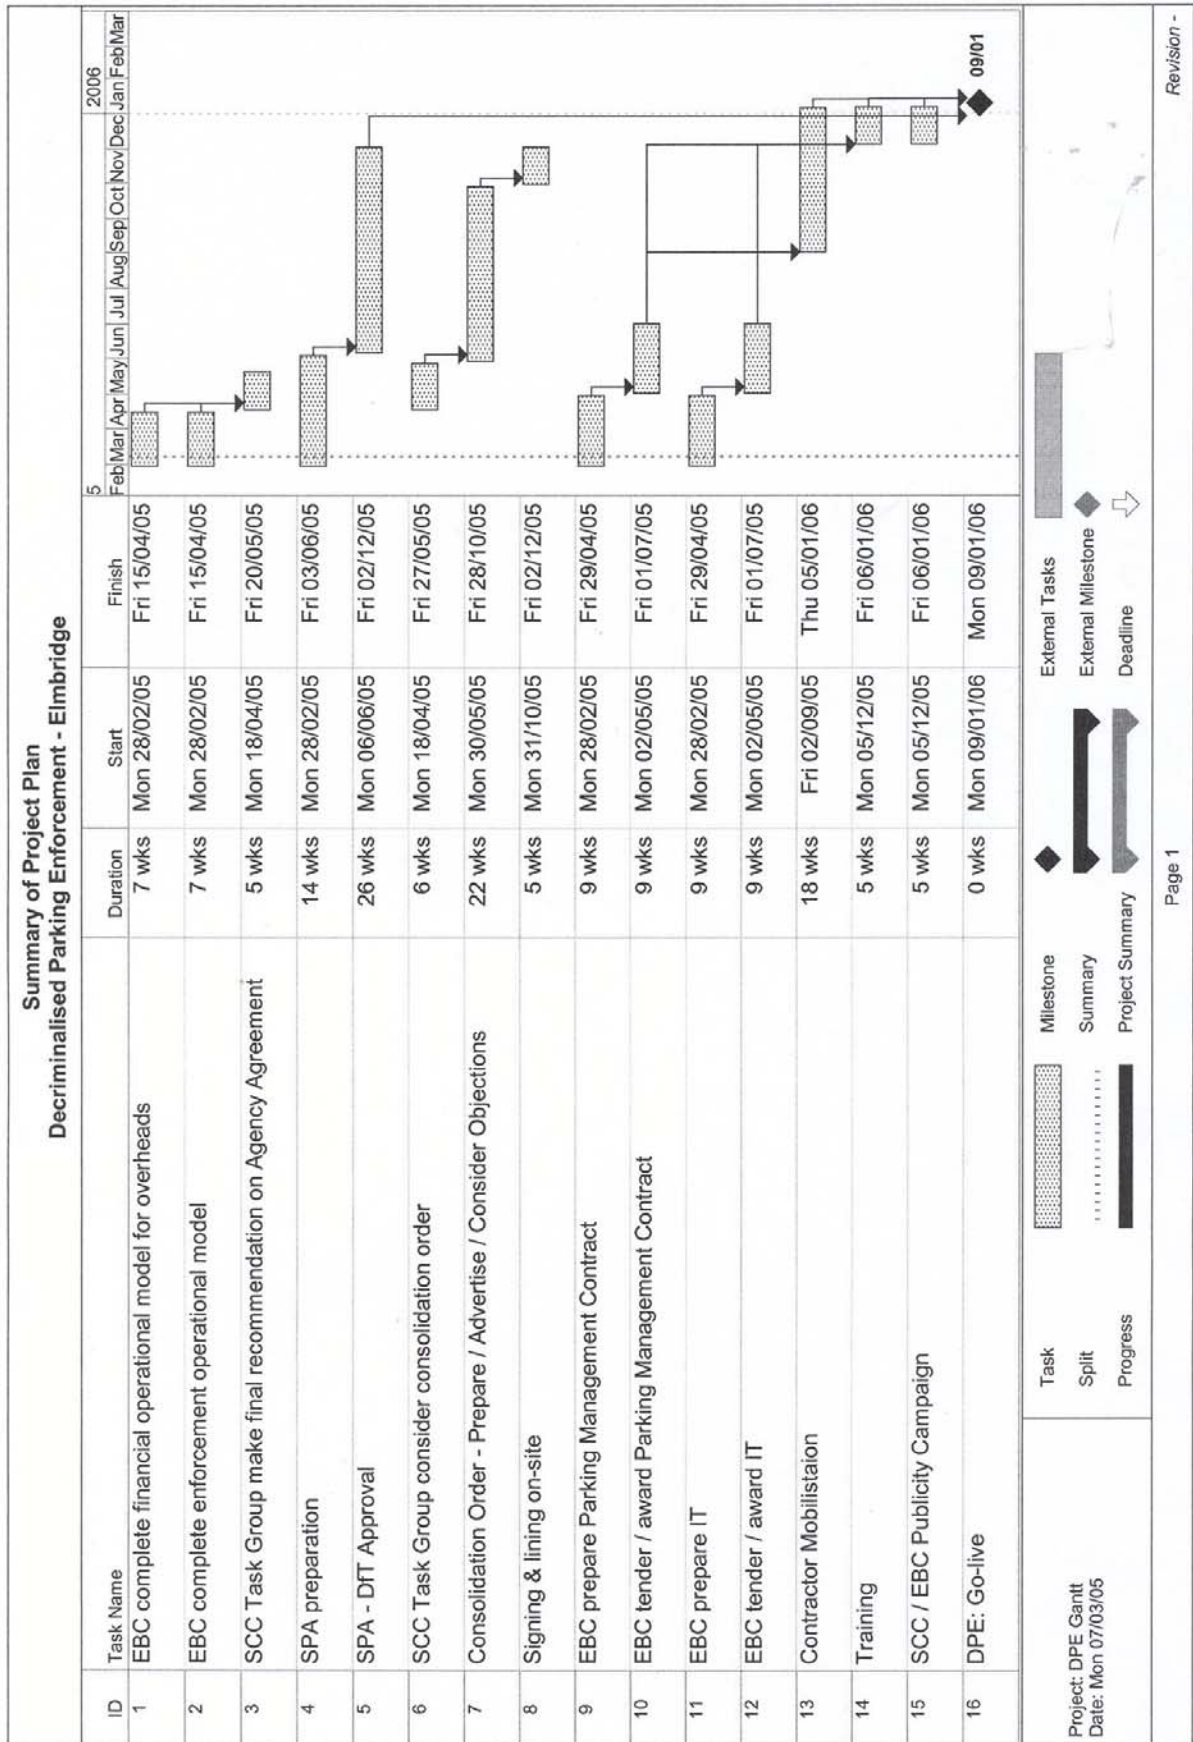 Summary of Project Plan
Decriminalised Parking Enforcement - Elmbridge
ID Task Name Duration Start Finish
5 2006
Feb Mar Apr May Jun Jul Aug Sep Oct Nov Dec Jan Feb Mar
1 EBC complete financial operational model for overheads 7 wks Mon 28/02/05 Fri 15/04/05
2 EBC complete enforcement operational model 7 wks Mon 28/02/05 Fri 15/04/05
3 SCC Task Group make final recommendation on Agency Agreement 5 wks Mon 18/04/05 Fri 20/05/05
4 SPA preparation 14 wks Mon 28/02/05 Fri 03/06/05
5 SPA - DfT Approval 26 wks Mon 06/06/05 Fri 02/12/05
6 SCC Task Group consider consolidation order 6 wks Mon 18/04/05 Fri 27/05/05
7 Consolidation Order - Prepare / Advertise / Consider Objections 22 wks Mon 30/05/05 Fri 28/10/05
8 Signing & lining on-site 5 wks Mon 31/10/05 Fri 02/12/05
9 EBC prepare Parking Management Contract 9 wks Mon 28/02/05 Fri 29/04/05
10 EBC tender / award Parking Management Contract 9 wks Mon 02/05/05 Fri 01/07/05
11 EBC prepare IT 9 wks Mon 28/02/05 Fri 29/04/05
12 EBC tender / award IT 9 wks Mon 02/05/05 Fri 01/07/05
13 Contractor Mobilistaion 18 wks Fri 02/09/05 Thu 05/01/06
14 Training 5 wks Mon 05/12/05 Fri 06/01/06
15 SCC / EBC Publicity Campaign 5 wks Mon 05/12/05 Fri 06/01/06
16 DPE: Go-live 0 wks Mon 09/01/06 Mon 09/01/06 09/01
Project: DPE Gantt
Date: Mon 07/03/05
Task Milestone External Tasks
Split Summary External Milestone
Progress Project Summary Deadline
Page 1
Revision -